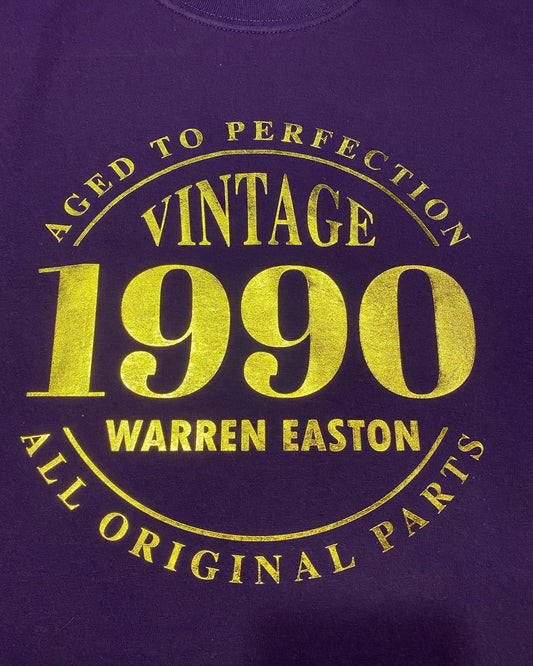 AGED TO PERFECTION
VINTAGE
1990
WARREN EASTON
ALL ORIGINAL PARTS